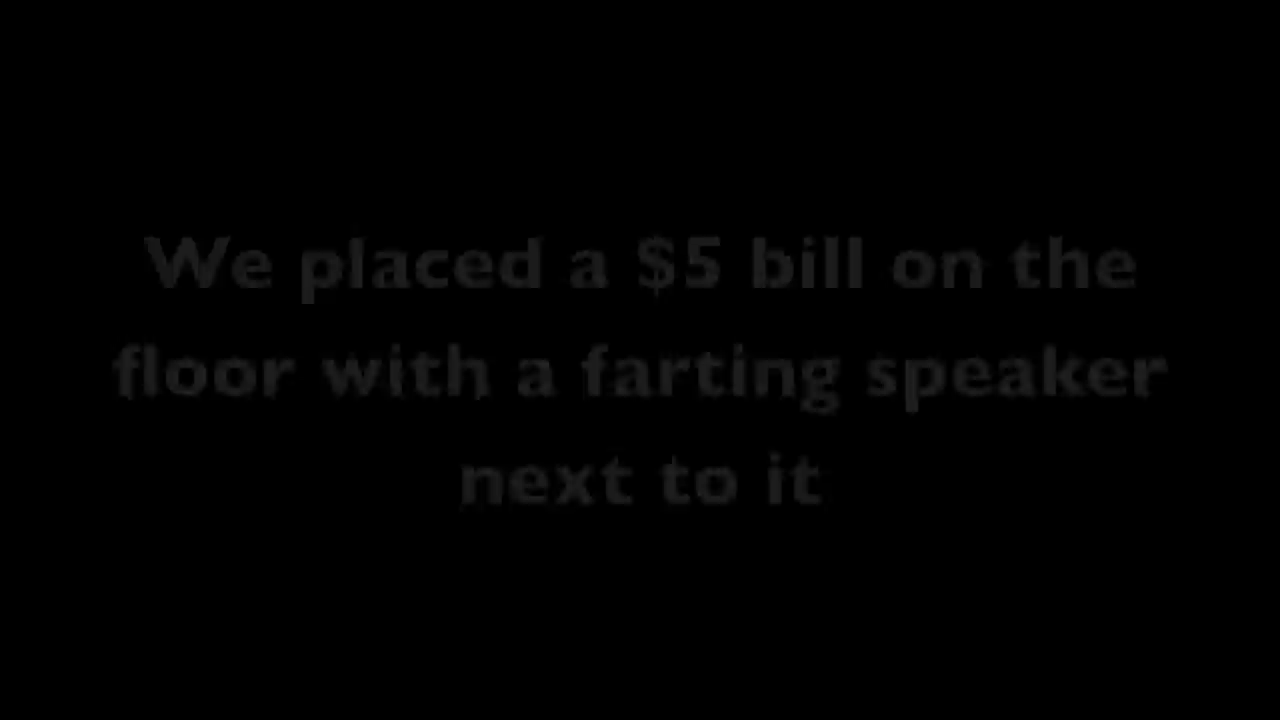 We placed a $5 bill on the
floor with a farting speaker
next to it